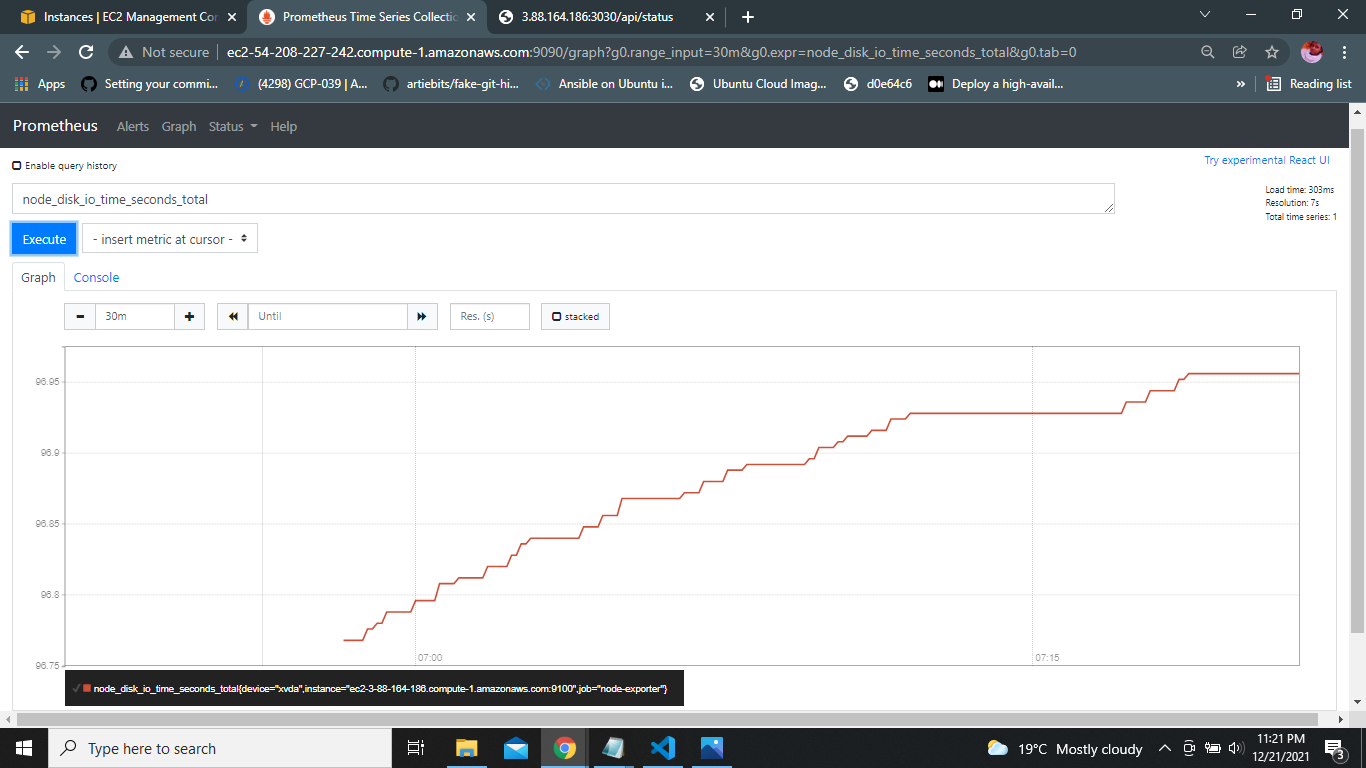 Instances | EC2 Management Con
Prometheus Time Series Collectio
3.88.164.186:3030/api/status
Not secure
ec2-54-208-227-242.compute-1.amazonaws.com:9090/graph?g0.range_input=30m&g0.expr=node_disk_io_time_seconds_total&g0.tab=0
Apps
Setting your commi...
(4298) GCP-039 | A...
artiebits/fake-git-hi...
Ansible on Ubuntu i...
Ubuntu Cloud Imag...
d0e64c6
Deploy a high-avail...
»
Reading list
Prometheus
Alerts
Graph
Status
Help
Enable query history
Try experimental React UI
node_disk_io_time_seconds_total
Load time: 303ms
Resolution: 7s
Total time series: 1
Execute
- insert metric at cursor -
Graph
Console
30m
Until
Res. (s)
stacked
96.95
96.9
96.85
96.8
96.75
07:00
07:15
node_disk_io_time_seconds_total{device="xvda",instance="ec2-3-88-164-186.compute-1.amazonaws.com:9100",job="node-exporter"}
Type here to search
19°C Mostly cloudy
11:21 PM
12/21/2021
3